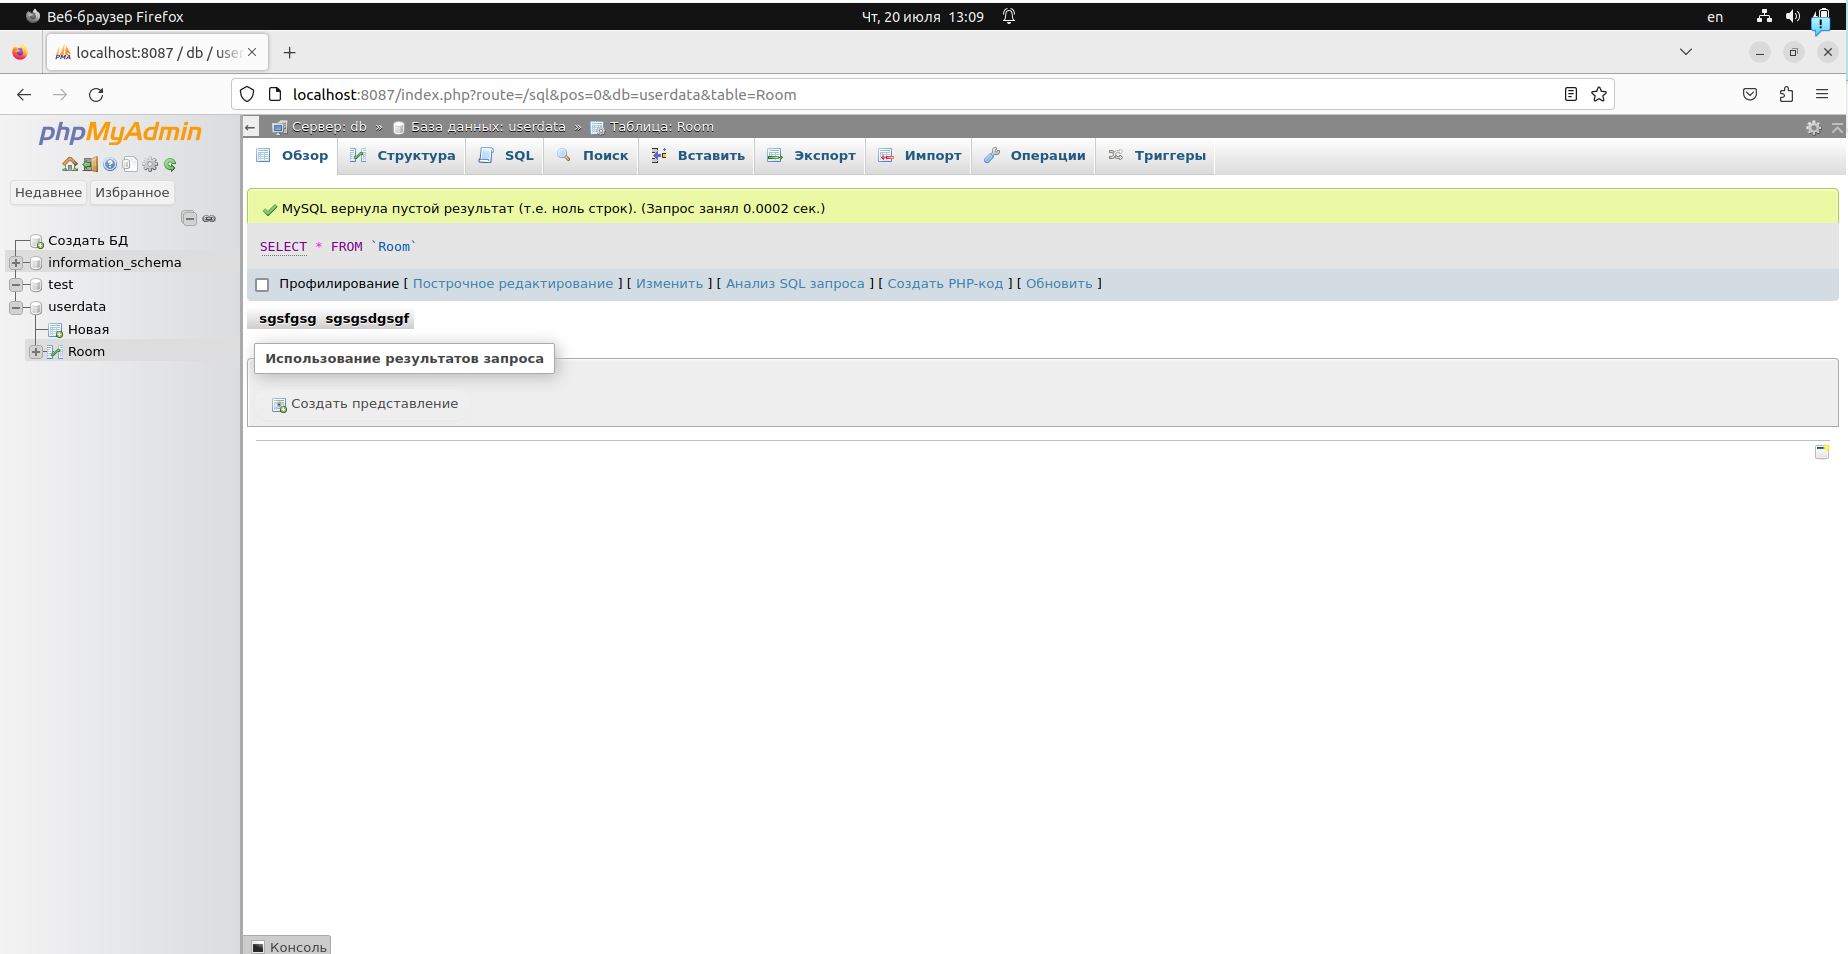 Веб-браузер Firefox
Чт, 20 июля 13:09
en
localhost:8087 / db / user
localhost:8087/index.php?route=/sql&pos=0&db=userdata&table=Room
phpMyAdmin
Недавнее Избранное
Создать БД
information_schema
test
userdata
Новая
Room
Сервер: db » База данных: userdata » Таблица: Room
Обзор Структура SQL Поиск Вставить Экспорт Импорт Операции Триггеры
MySQL вернула пустой результат (т.е. ноль строк). (Запрос занял 0.0002 сек.)
SELECT * FROM `Room`
Профилирование [ Построчное редактирование ] [ Изменить ] [ Анализ SQL запроса ] [ Создать PHP-код ] [ Обновить ]
sgsfgsg sgsgsdgsgf
Использование результатов запроса
Создать представление
Консоль